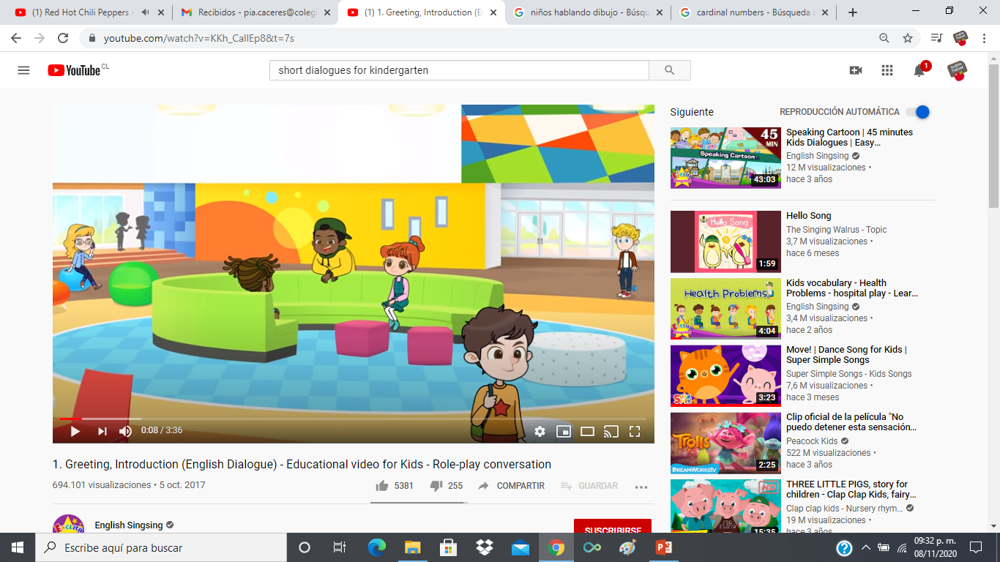 (1) Red Hot Chili Peppers -
Recibidos - pia.caceres@coleg
(1) 1. Greeting, Introduction (E
niños hablando dibujo - Búsqu
cardinal numbers - Búsqueda
youtube.com/watch?v=KKh_CallEp8&t=7s
YouTube CL
short dialogues for kindergarten
1
Siguiente
REPRODUCCIÓN AUTOMÁTICA
45
MIN
Speaking Cartoon
43:03
Speaking Cartoon | 45 minutes
Kids Dialogues | Easy...
English Singsing
12 M visualizaciones •
hace 3 años
Hello Song
1:59
Hello Song
The Singing Walrus - Topic
3,7 M visualizaciones •
hace 6 meses
Health Problems
4:04
Kids vocabulary - Health
Problems - hospital play - Lear...
English Singsing
3,4 M visualizaciones •
hace 2 años
3:23
Move! | Dance Song for Kids |
Super Simple Songs
Super Simple Songs - Kids Songs
7,6 M visualizaciones •
hace 3 meses
Trolls
DREAMWORKStv
2:25
Clip oficial de la película "No
puedo detener esta sensación...
Peacock Kids
522 M visualizaciones •
hace 3 años
HD
15:35
THREE LITTLE PIGS, story for
children - Clap Clap Kids, fairy...
Clap clap kids - Nursery rhym...
19 M visualizaciones •
hace 3 años
0:08 / 3:36
1. Greeting, Introduction (English Dialogue) - Educational video for Kids - Role-play conversation
694.101 visualizaciones • 5 oct. 2017
5381
255
COMPARTIR
GUARDAR
English Singsing
SUSCRIBIRSE
Escribe aquí para buscar
09:32 p. m.
08/11/2020